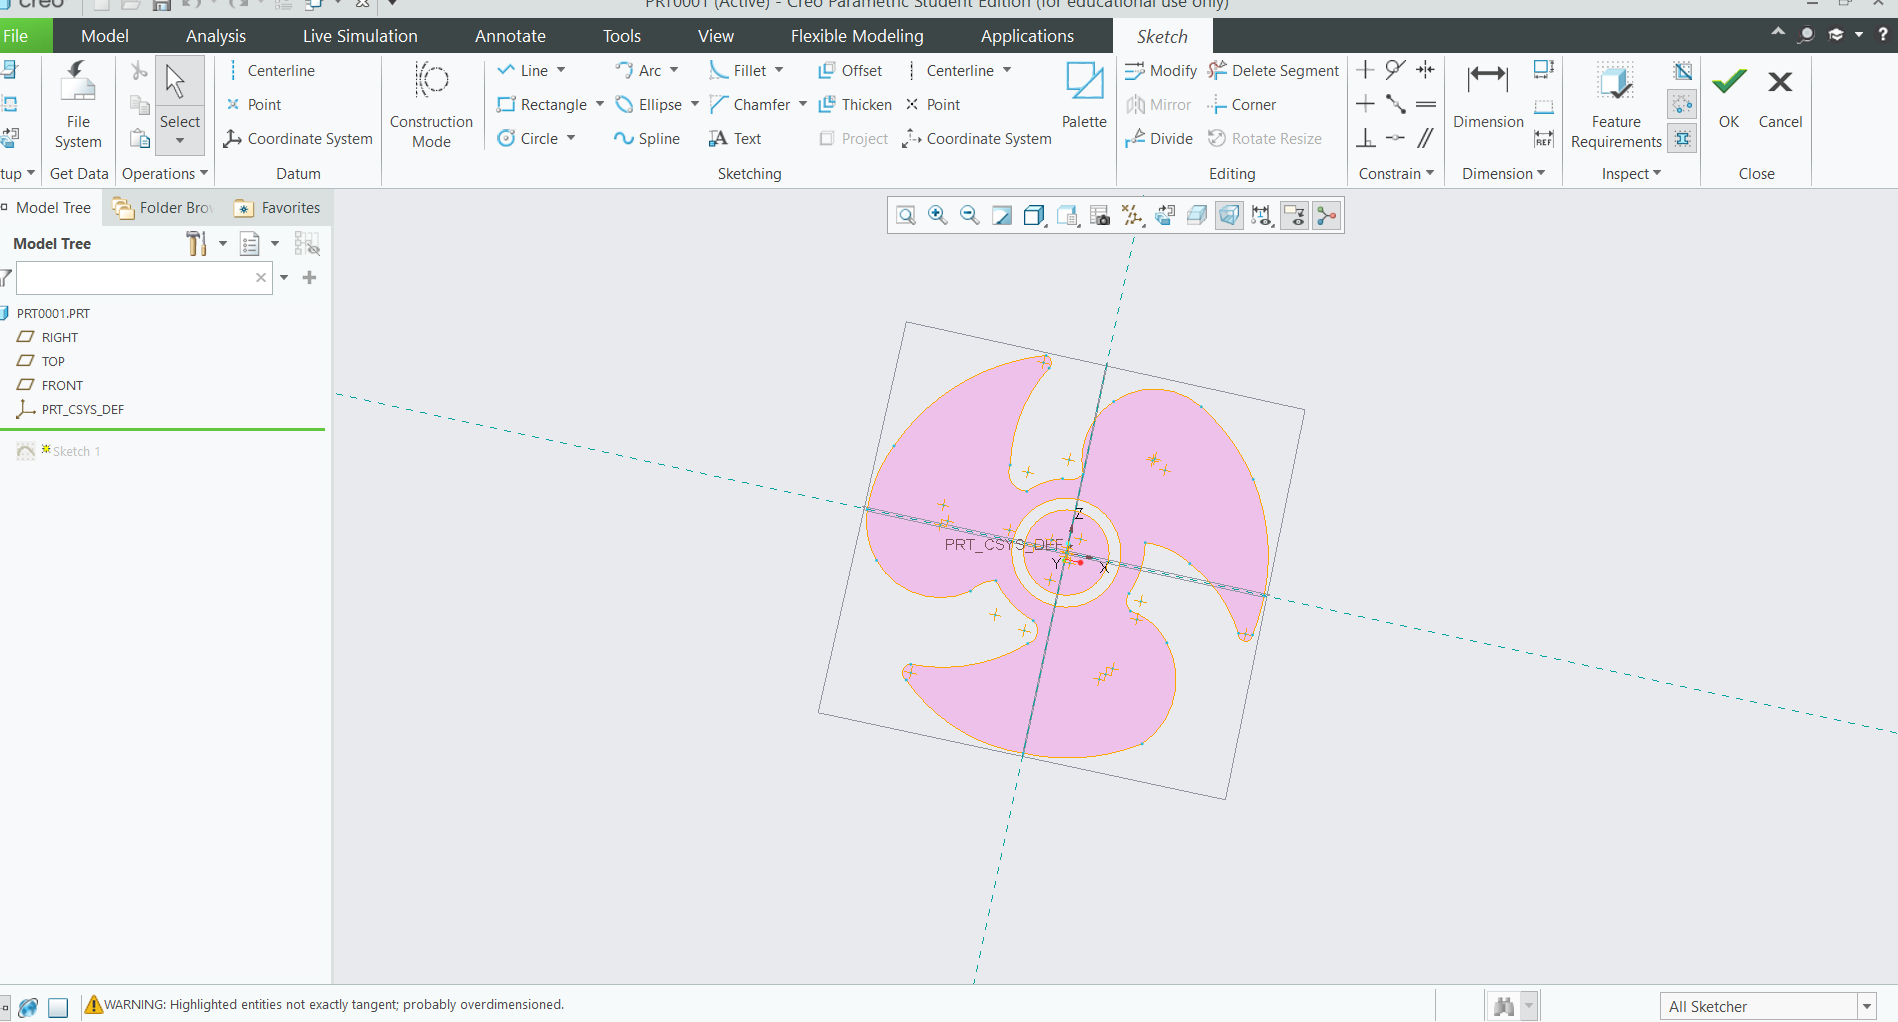 creo
PRT0001 (Active) - Creo Parametric Student Edition (for educational use only)
File Model Analysis Live Simulation Annotate Tools View Flexible Modeling Applications Sketch
Centerline Line Arc Fillet Offset Centerline Modify Delete Segment
Point Rectangle Ellipse Chamfer Thicken Point Mirror Corner
File System Select Coordinate System Construction Mode Circle Spline Text Project Coordinate System Palette Divide Rotate Resize Dimension REF Feature Requirements OK Cancel
tup Get Data Operations Datum Sketching Editing Constrain Dimension Inspect Close
Model Tree Folder Bro Favorites
Model Tree
PRT0001.PRT
RIGHT
TOP
FRONT
PRT_CSYS_DEF
Sketch 1
Z
PRT_CSYS_DEF
Y X
WARNING: Highlighted entities not exactly tangent; probably overdimensioned.
All Sketcher